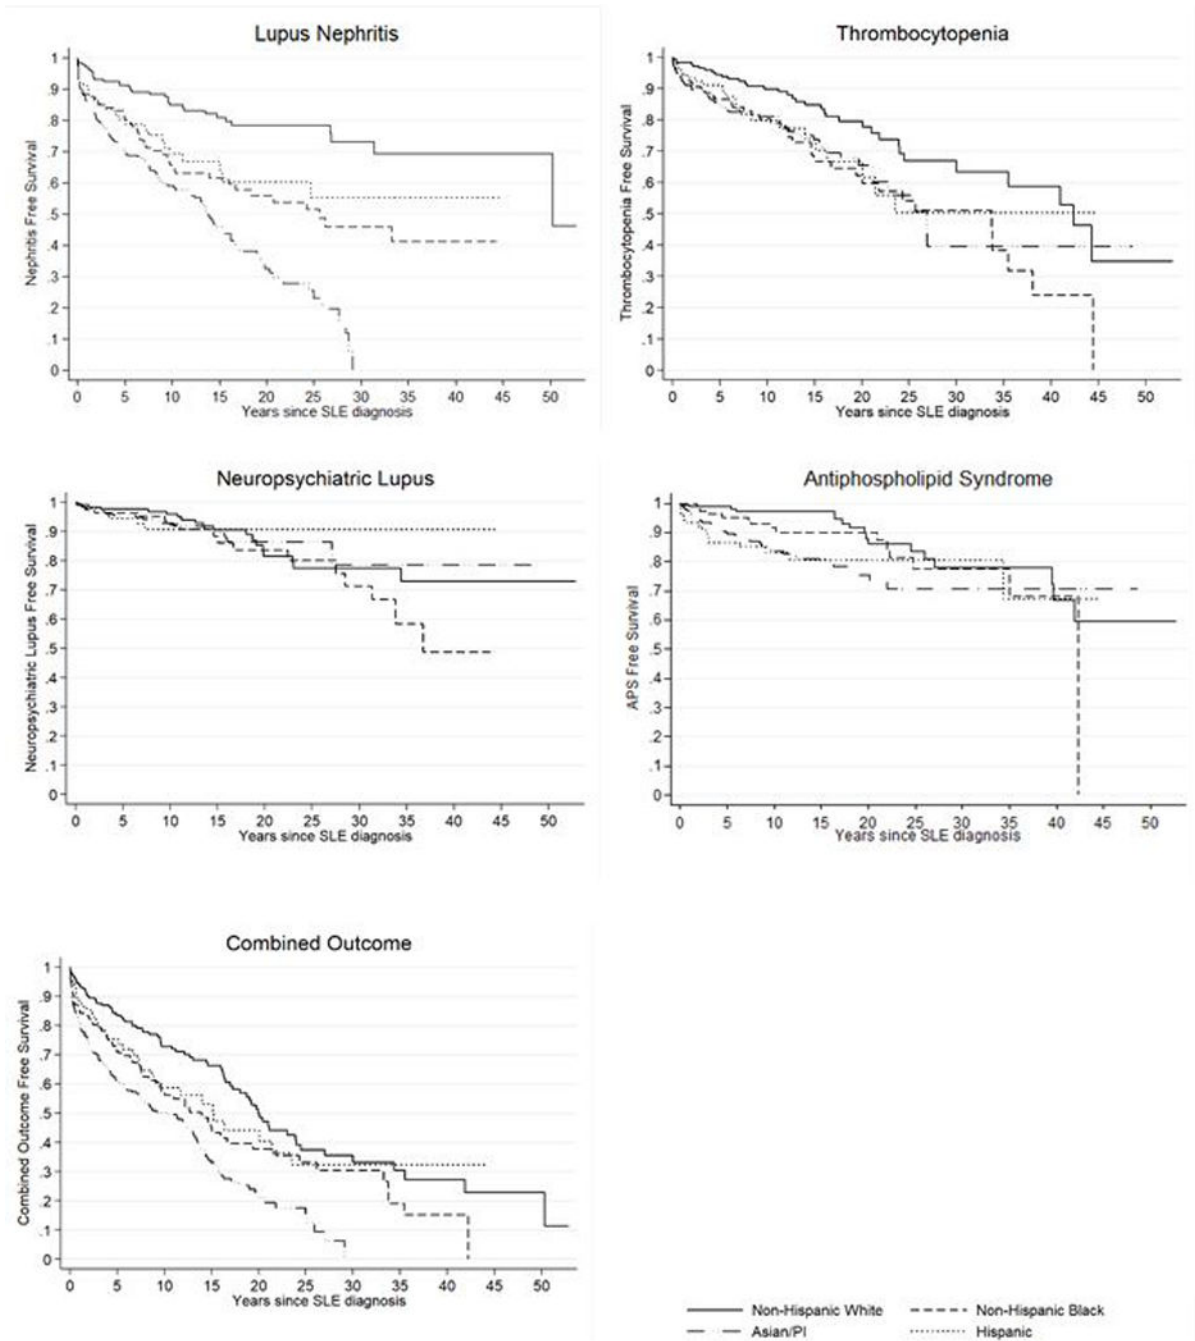 Lupus Nephritis
Nephritis Free Survival
1
.9
.8
.7
.6
.5
.4
.3
.2
.1
0
0 5 10 15 20 25 30 35 40 45 50
Years since SLE diagnosis
Thrombocytopenia
Thrombocytopenia Free Survival
1
.9
.8
.7
.6
.5
.4
.3
.2
.1
0
0 5 10 15 20 25 30 35 40 45 50
Years since SLE diagnosis
Neuropsychiatric Lupus
Neuropsychiatric Lupus Free Survival
1
.9
.8
.7
.6
.5
.4
.3
.2
.1
0
0 5 10 15 20 25 30 35 40 45 50
Years since SLE diagnosis
Antiphospholipid Syndrome
APS Free Survival
1
.9
.8
.7
.6
.5
.4
.3
.2
.1
0
0 5 10 15 20 25 30 35 40 45 50
Years since SLE diagnosis
Combined Outcome
Combined Outcome Free Survival
1
.9
.8
.7
.6
.5
.4
.3
.2
.1
0
0 5 10 15 20 25 30 35 40 45 50
Years since SLE diagnosis
Non-Hispanic White Non-Hispanic Black
Asian/PI Hispanic